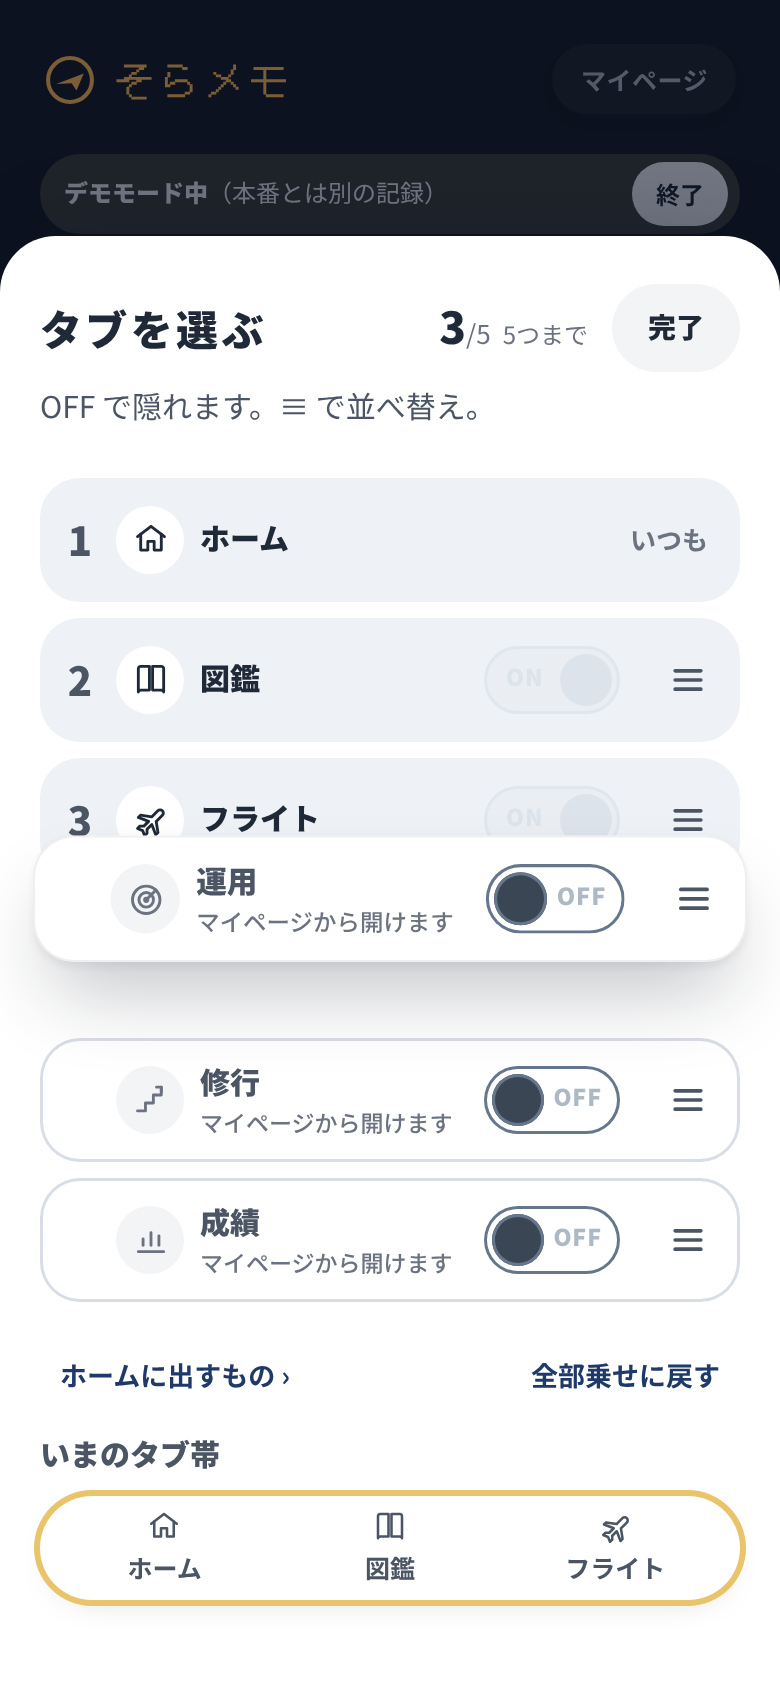 そらメモ
マイページ
デモモード中（本番とは別の記録）
終了
タブを選ぶ
3/5 5つまで
完了
OFF で隠れます。≡ で並べ替え。
1 ホーム いつも
2 図鑑 ON
3 フライト ON
運用 OFF
マイページから開けます
修行 OFF
マイページから開けます
成績 OFF
マイページから開けます
ホームに出すもの ›
全部乗せに戻す
いまのタブ帯
ホーム 図鑑 フライト